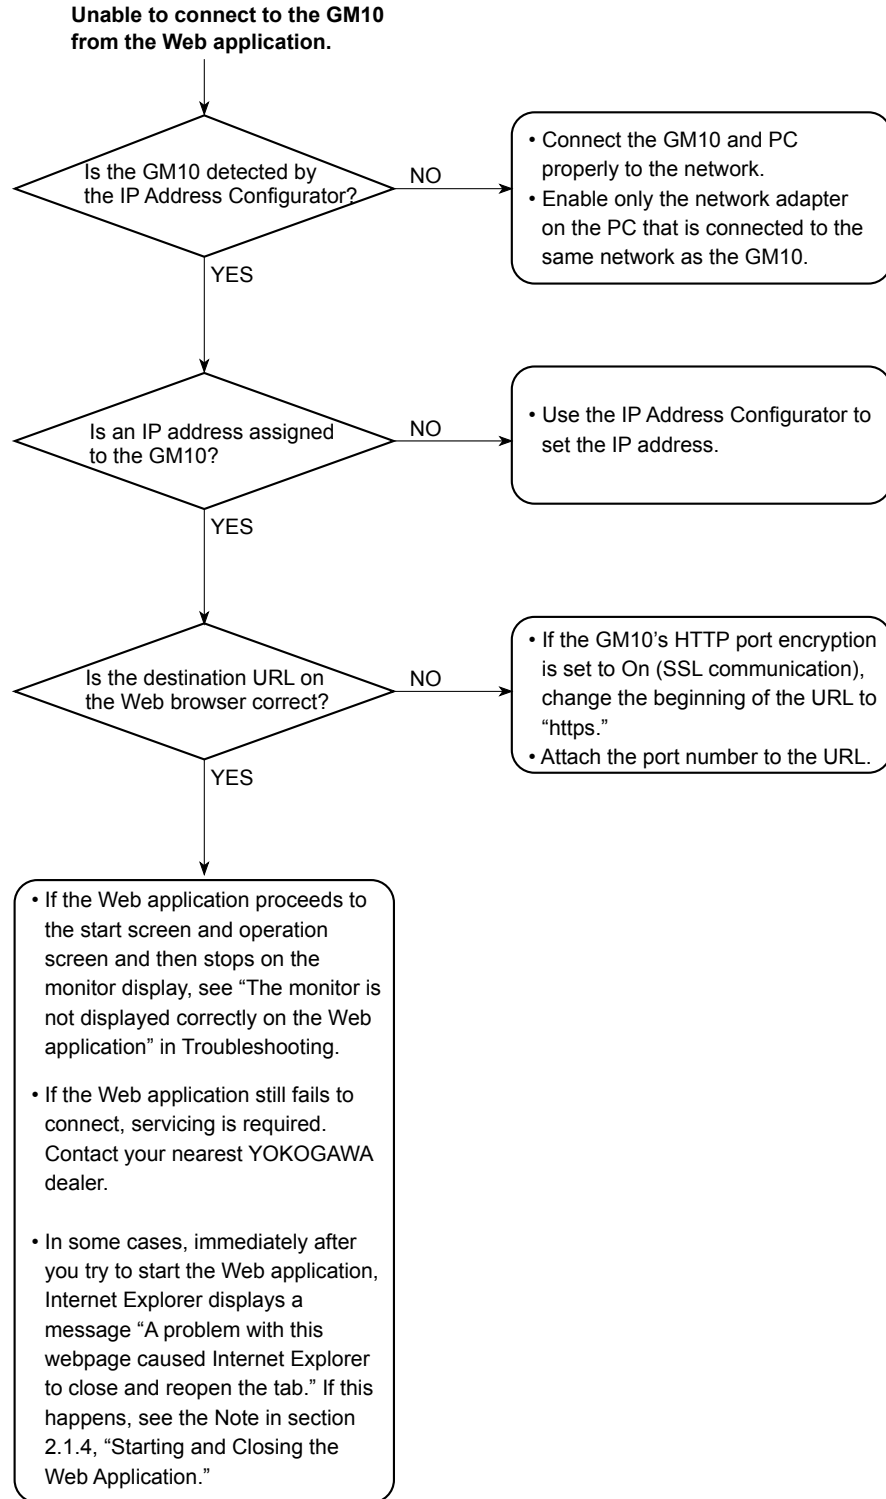 Unable to connect to the GM10
from the Web application.
Is the GM10 detected by
the IP Address Configurator?
NO
• Connect the GM10 and PC
properly to the network.
• Enable only the network adapter
on the PC that is connected to the
same network as the GM10.
YES
Is an IP address assigned
to the GM10?
NO
• Use the IP Address Configurator to
set the IP address.
YES
Is the destination URL on
the Web browser correct?
NO
• If the GM10’s HTTP port encryption
is set to On (SSL communication),
change the beginning of the URL to
“https.”
• Attach the port number to the URL.
YES
• If the Web application proceeds to
the start screen and operation
screen and then stops on the
monitor display, see “The monitor is
not displayed correctly on the Web
application” in Troubleshooting.
• If the Web application still fails to
connect, servicing is required.
Contact your nearest YOKOGAWA
dealer.
• In some cases, immediately after
you try to start the Web application,
Internet Explorer displays a
message “A problem with this
webpage caused Internet Explorer
to close and reopen the tab.” If this
happens, see the Note in section
2.1.4, “Starting and Closing the
Web Application.”